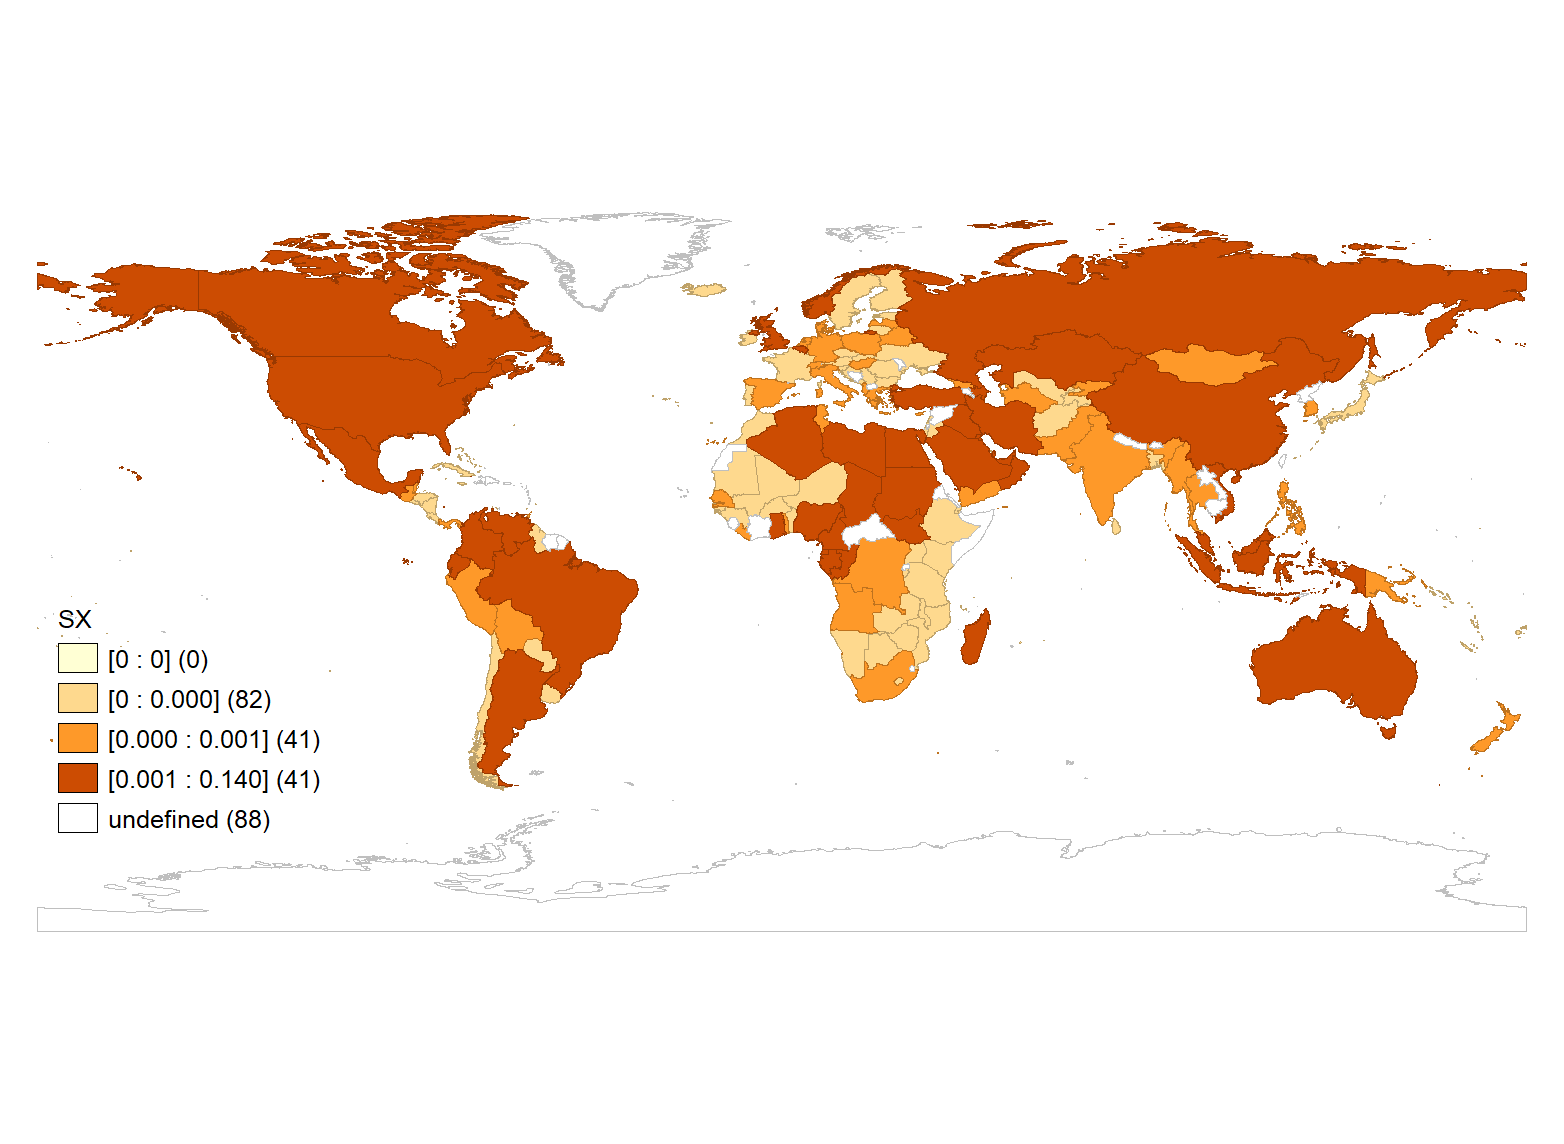 SX
[0 : 0] (0)
[0 : 0.000] (82)
[0.000 : 0.001] (41)
[0.001 : 0.140] (41)
undefined (88)